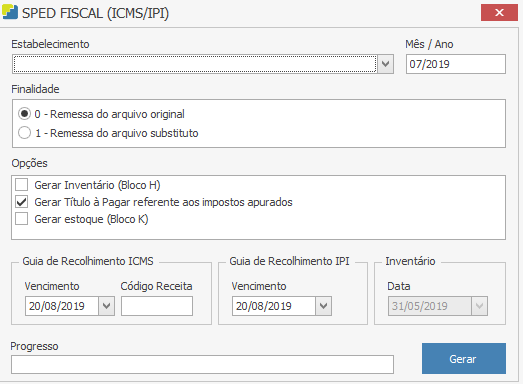 SPED FISCAL (ICMS/IPI)
Estabelecimento
Mês / Ano
07/2019
Finalidade
0 - Remessa do arquivo original
1 - Remessa do arquivo substituto
Opções
Gerar Inventário (Bloco H)
Gerar Título à Pagar referente aos impostos apurados
Gerar estoque (Bloco K)
Guia de Recolhimento ICMS
Vencimento
Código Receita
20/08/2019
Guia de Recolhimento IPI
Vencimento
20/08/2019
Inventário
Data
31/05/2019
Progresso
Gerar